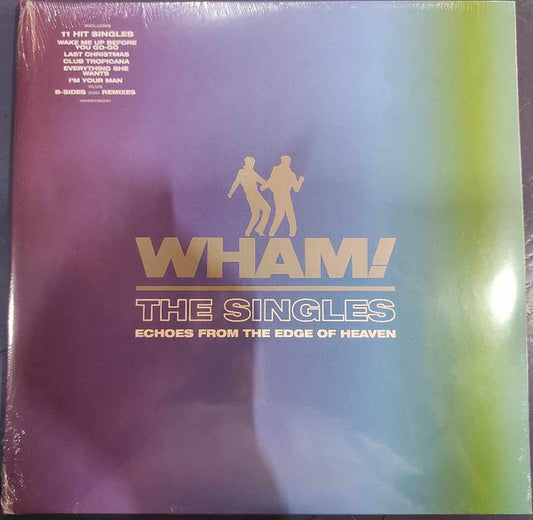 INCLUDES
11 HIT SINGLES
WAKE ME UP BEFORE
YOU GO-GO
LAST CHRISTMAS
CLUB TROPICANA
EVERYTHING SHE
WANTS
I'M YOUR MAN
PLUS
B-SIDES AND REMIXES
WHAM!
THE SINGLES
ECHOES FROM THE EDGE OF HEAVEN